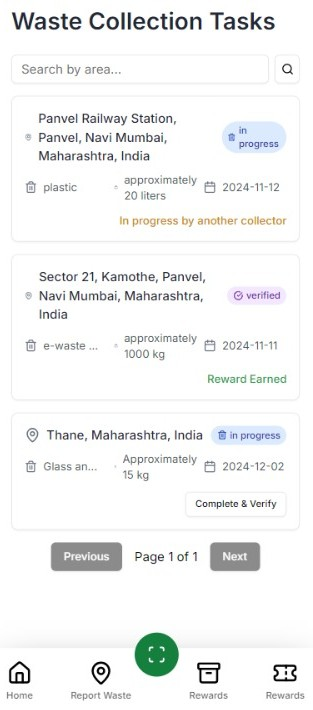 Waste Collection Tasks
Search by area...
Panvel Railway Station,
Panvel, Navi Mumbai,
Maharashtra, India
in
progress
plastic
approximately
20 liters
2024-11-12
In progress by another collector
Sector 21, Kamothe, Panvel,
Navi Mumbai, Maharashtra,
India
verified
e-waste ...
approximately
1000 kg
2024-11-11
Reward Earned
Thane, Maharashtra, India
in progress
Glass an...
Approximately
15 kg
2024-12-02
Complete & Verify
Previous
Page 1 of 1
Next
Home
Report Waste
Rewards
Rewards